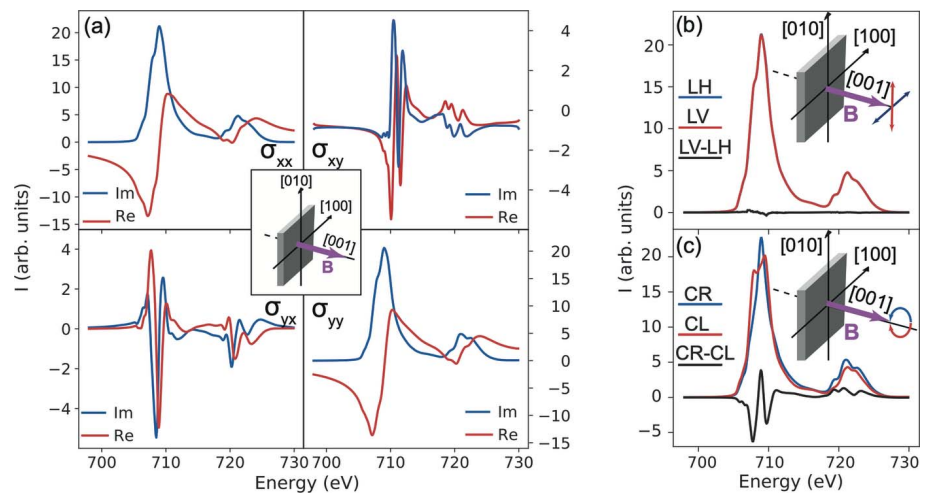 (a)
20
15
10
5
0
−5
−10
−15
σxx
Im
Re
4
2
0
−2
−4
σxy
Im
Re
[010]
[100]
[001]
B
4
2
0
−2
−4
σyx
Im
Re
700
710
720
730
20
15
10
5
0
−5
−10
−15
σyy
Im
Re
700
710
720
730
I (arb. units)
Energy (eV)
(b)
20
15
10
5
0
LH
LV
LV-LH
[010]
[100]
[001]
B
(c)
20
15
10
5
0
−5
CR
CL
CR-CL
[010]
[100]
[001]
B
700
710
720
730
I (arb. units)
Energy (eV)